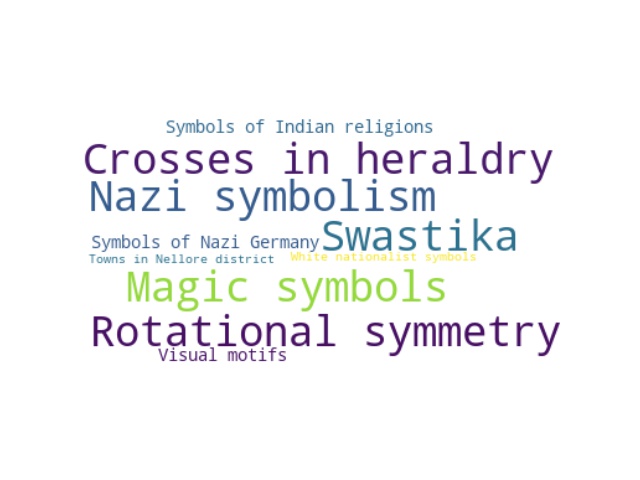 Symbols of Indian religions
Crosses in heraldry
Nazi symbolism
Symbols of Nazi Germany Swastika
Towns in Nellore district White nationalist symbols
Magic symbols
Rotational symmetry
Visual motifs